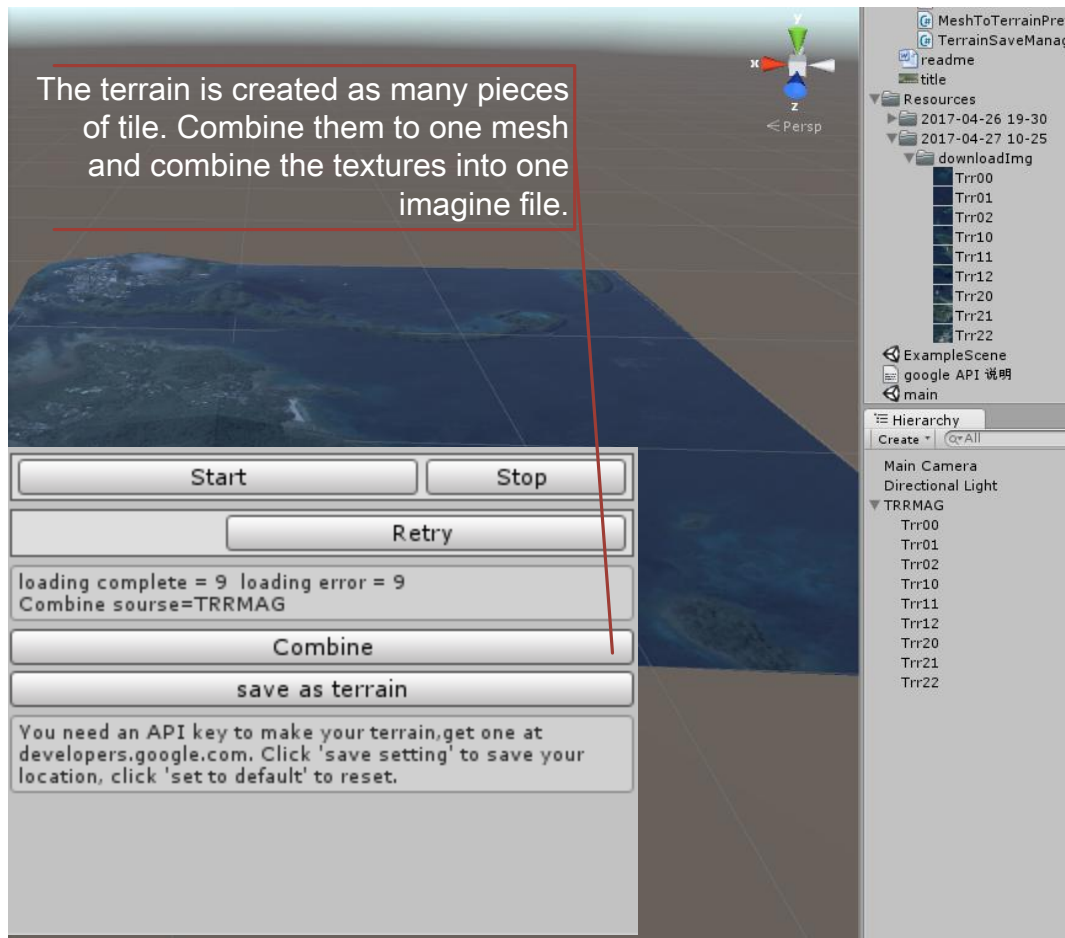 The terrain is created as many pieces
of tile. Combine them to one mesh
and combine the textures into one
imagine file.
y
x
z
Persp
MeshToTerrainPre
TerrainSaveManag
readme
title
Resources
2017-04-26 19-30
2017-04-27 10-25
downloadImg
Trr00
Trr01
Trr02
Trr10
Trr11
Trr12
Trr20
Trr21
Trr22
ExampleScene
google API 说明
main
Hierarchy
Create
All
Main Camera
Directional Light
TRRMAG
Trr00
Trr01
Trr02
Trr10
Trr11
Trr12
Trr20
Trr21
Trr22
Start
Stop
Retry
loading complete = 9 loading error = 9
Combine sourse=TRRMAG
Combine
save as terrain
You need an API key to make your terrain,get one at
developers.google.com. Click 'save setting' to save your
location, click 'set to default' to reset.